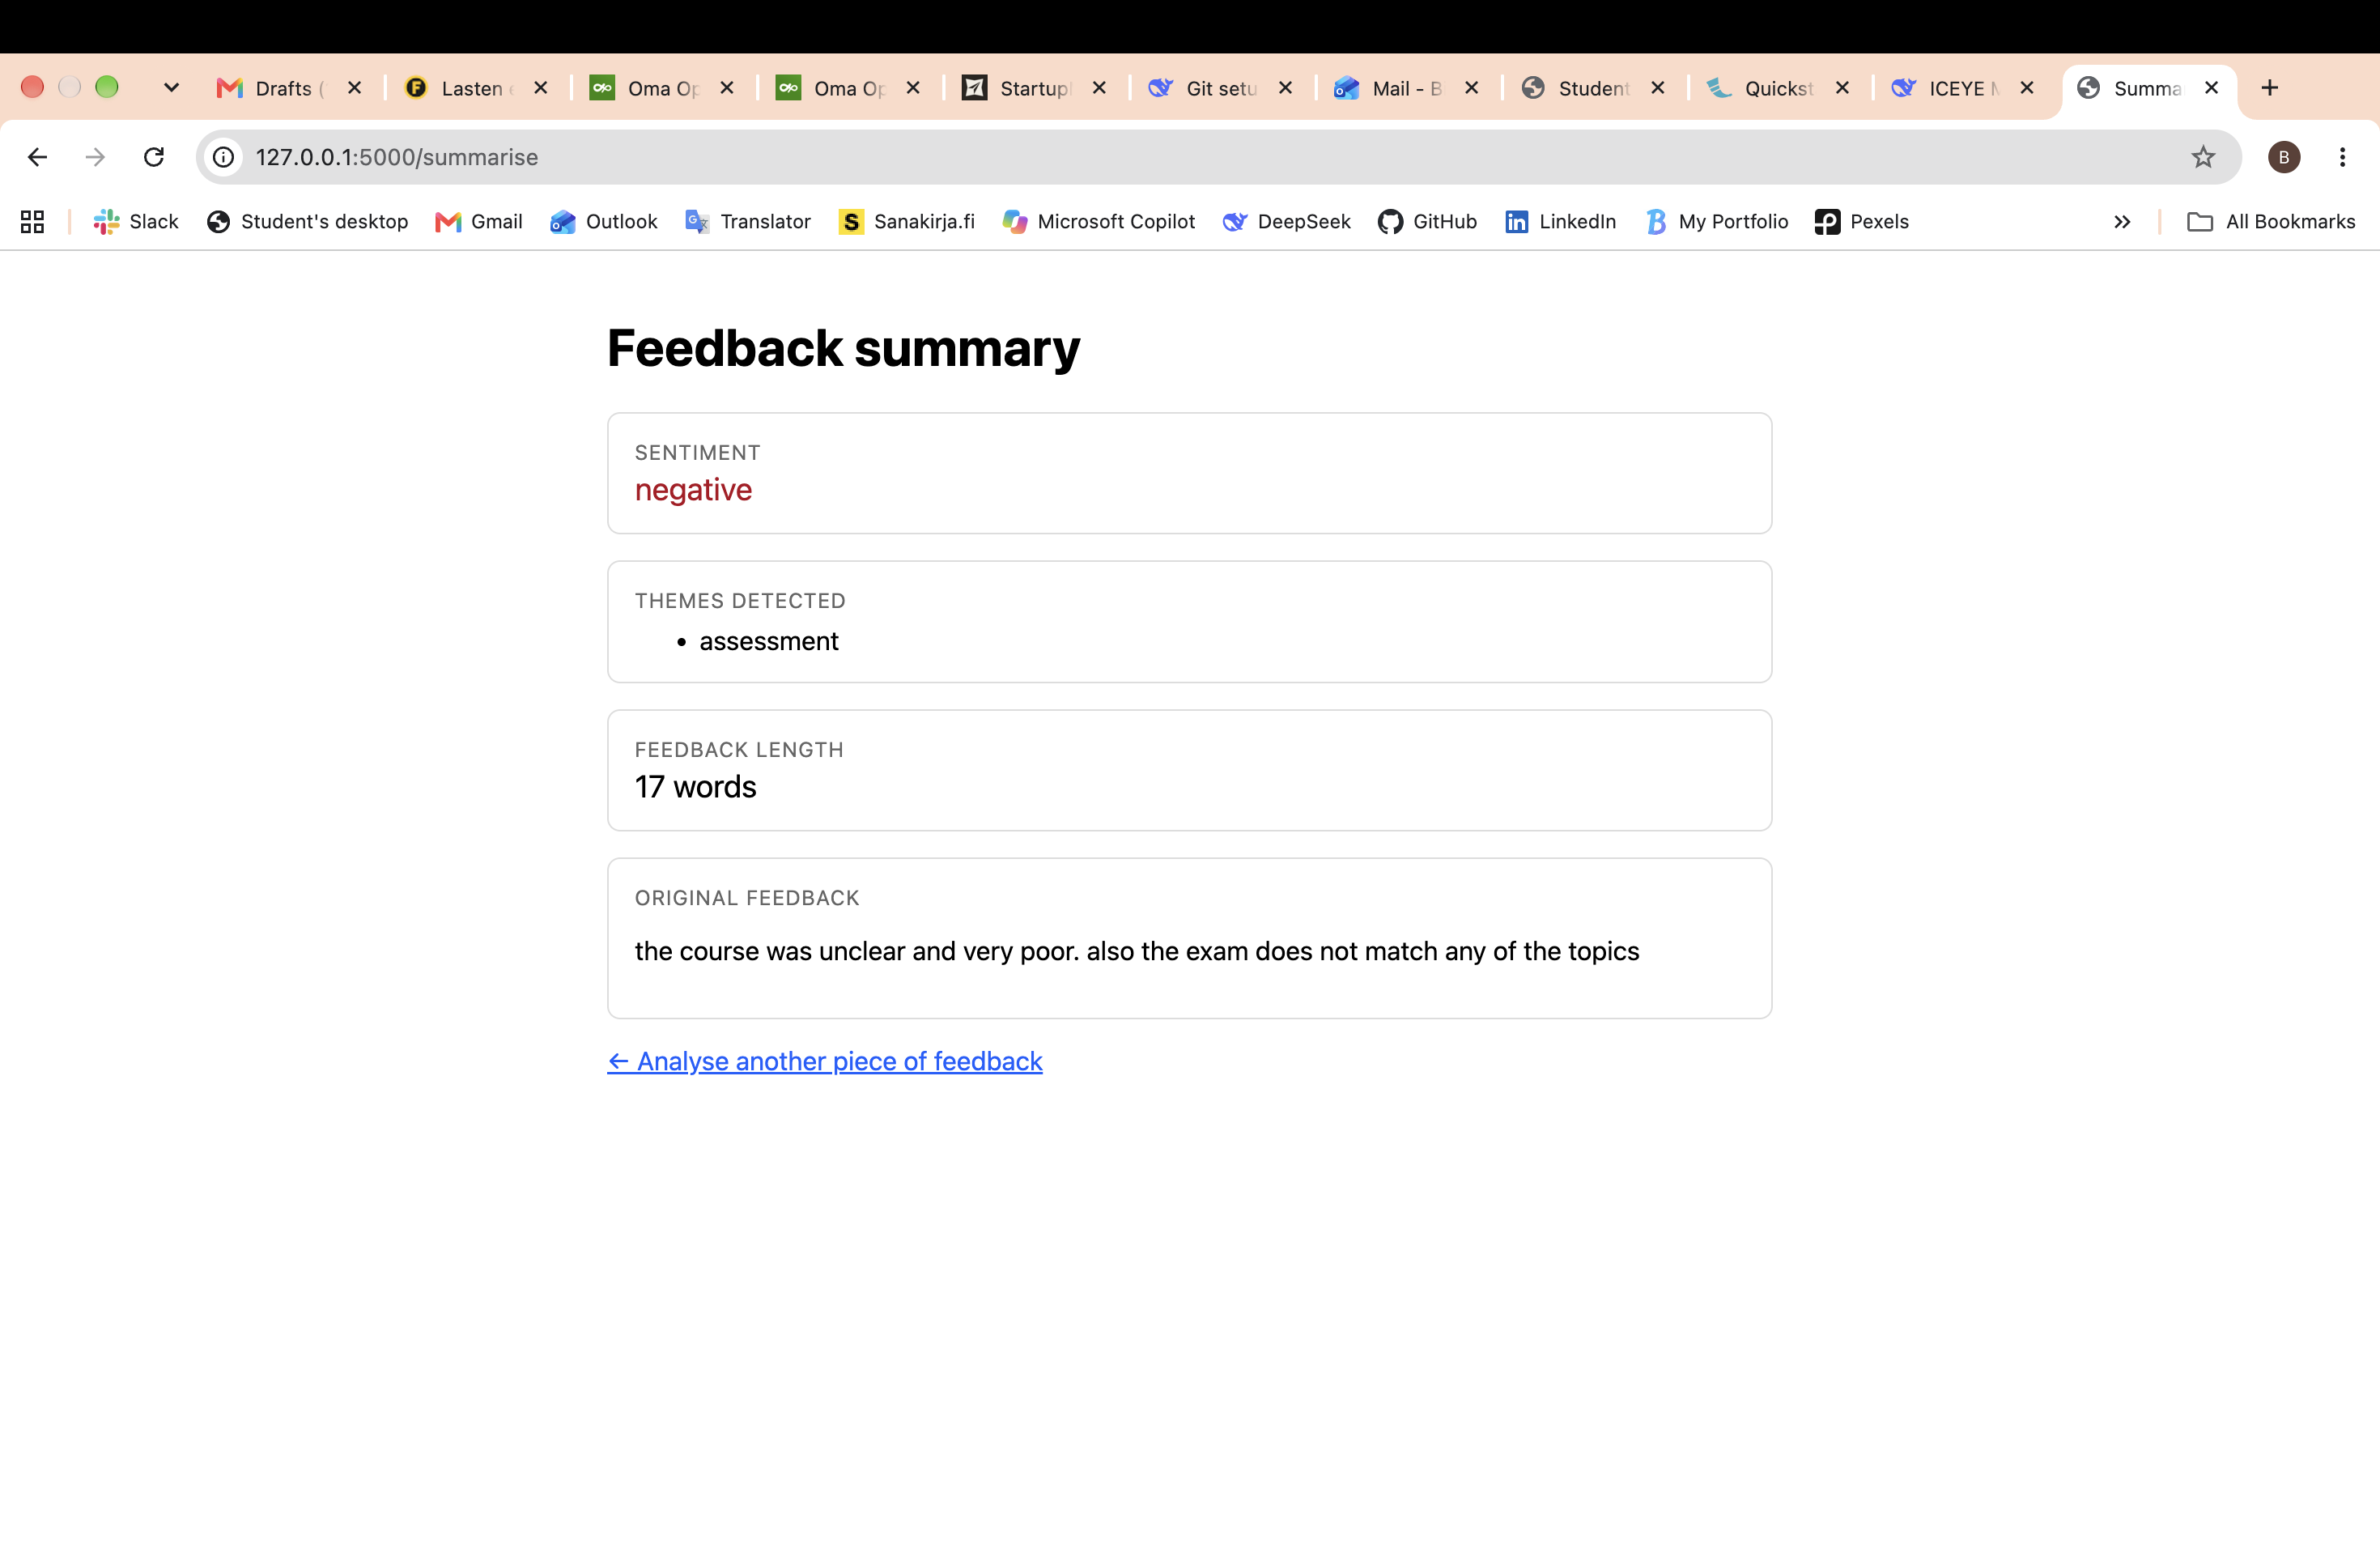 Drafts ( Lasten Oma Op Oma Op Startup Git setu Mail - B Student Quickst ICEYE Summa
127.0.0.1:5000/summarise B
Slack Student's desktop Gmail Outlook Translator Sanakirja.fi Microsoft Copilot DeepSeek GitHub LinkedIn My Portfolio Pexels » All Bookmarks
Feedback summary
SENTIMENT
negative
THEMES DETECTED
• assessment
FEEDBACK LENGTH
17 words
ORIGINAL FEEDBACK
the course was unclear and very poor. also the exam does not match any of the topics
← Analyse another piece of feedback